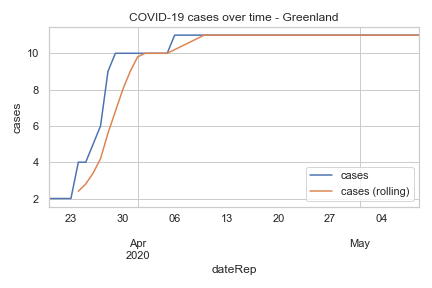 COVID-19 cases over time - Greenland
10
8
6
4
2
cases
cases
cases (rolling)
23 30 06 13 20 27 04
Apr May
2020
dateRep